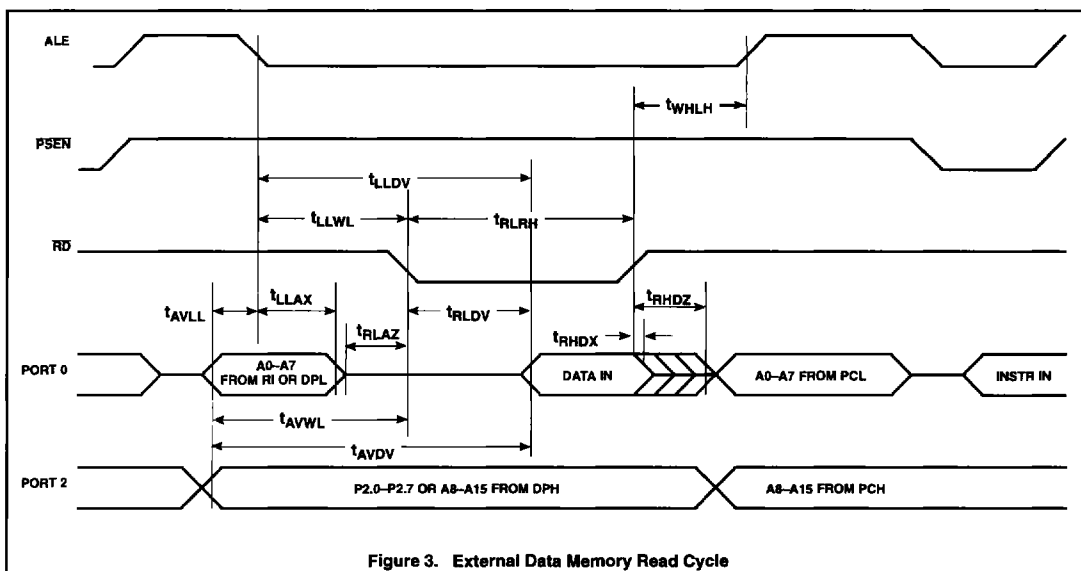 ALE
tWHLH
PSEN
tLLDV
tLLWL
tRLRH
RD
tAVLL
tLLAX
tRLAZ
tRLDV
tRHDZ
tRHDX
PORT 0
A0–A7
FROM RI OR DPL
DATA IN
A0–A7 FROM PCL
INSTR IN
tAVWL
tAVDV
PORT 2
P2.0–P2.7 OR A8–A15 FROM DPH
A8–A15 FROM PCH
Figure 3. External Data Memory Read Cycle